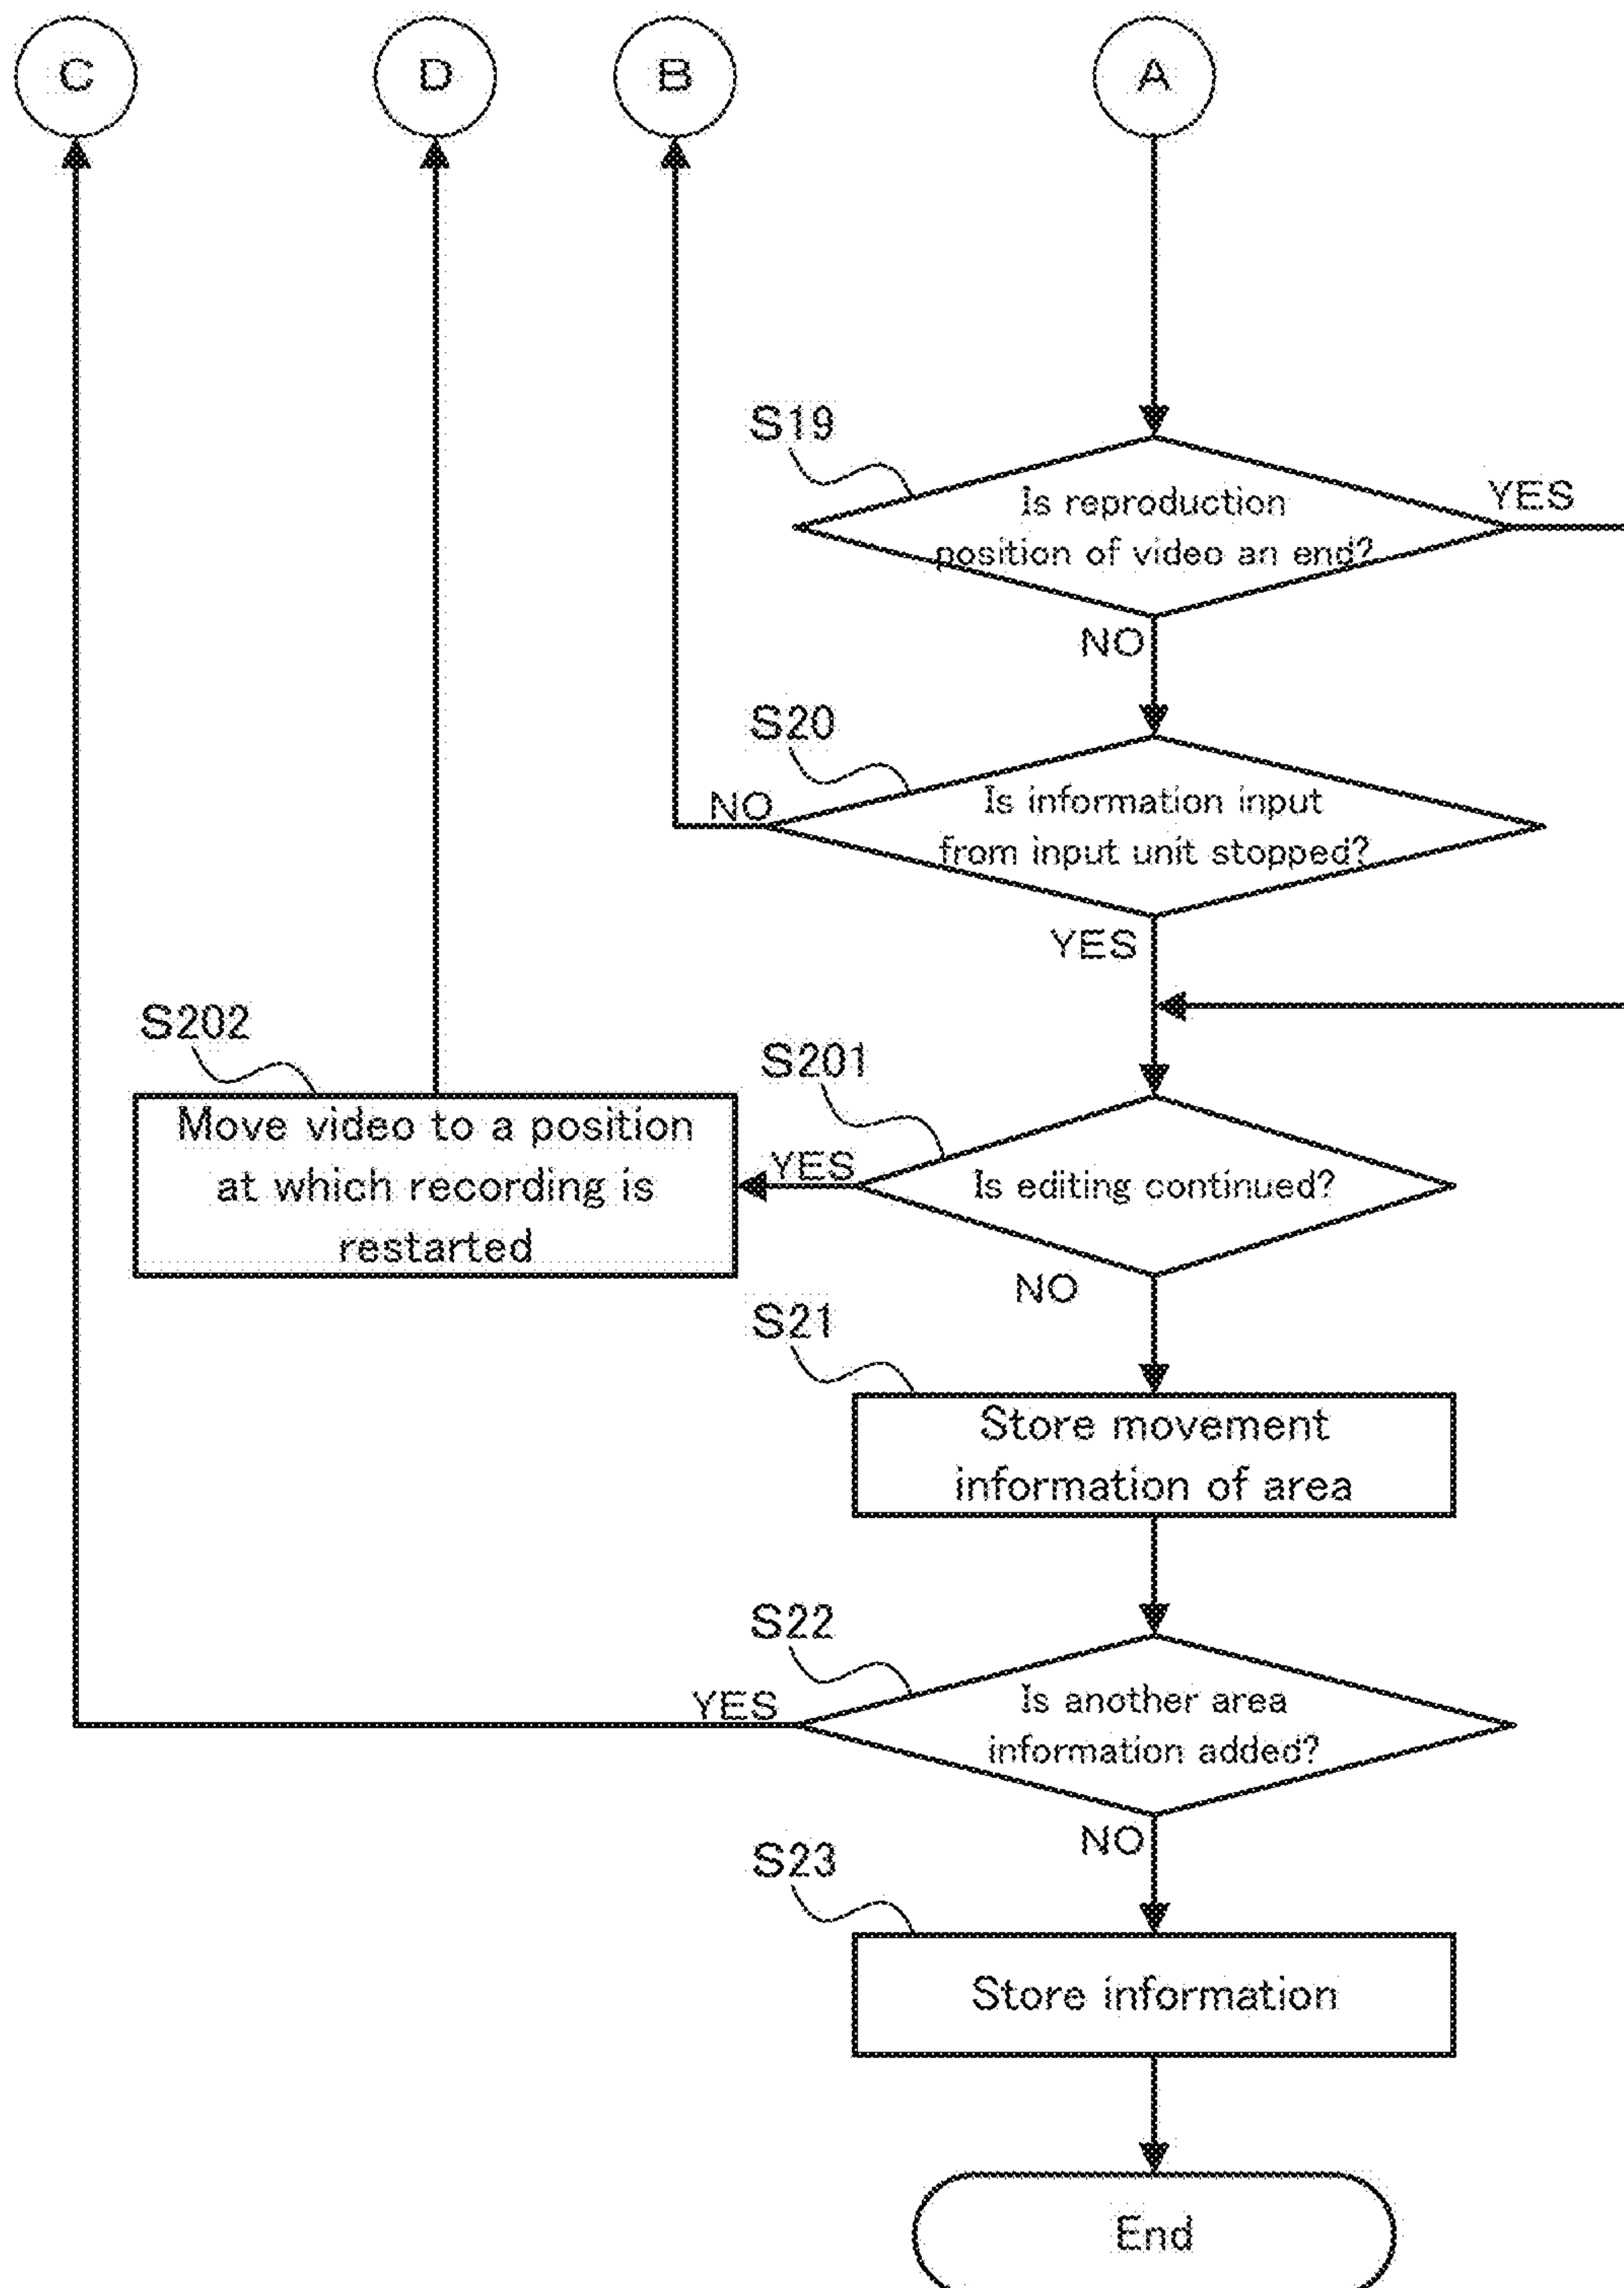 C
D
B
A
S19
Is reproduction
position of video an end?
YES
NO
S20
Is information input
from input unit stopped?
NO
YES
S202
Move video to a position
at which recording is
restarted
S201
YES
Is editing continued?
NO
S21
Store movement
information of area
S22
YES
Is another area
information added?
NO
S23
Store information
End